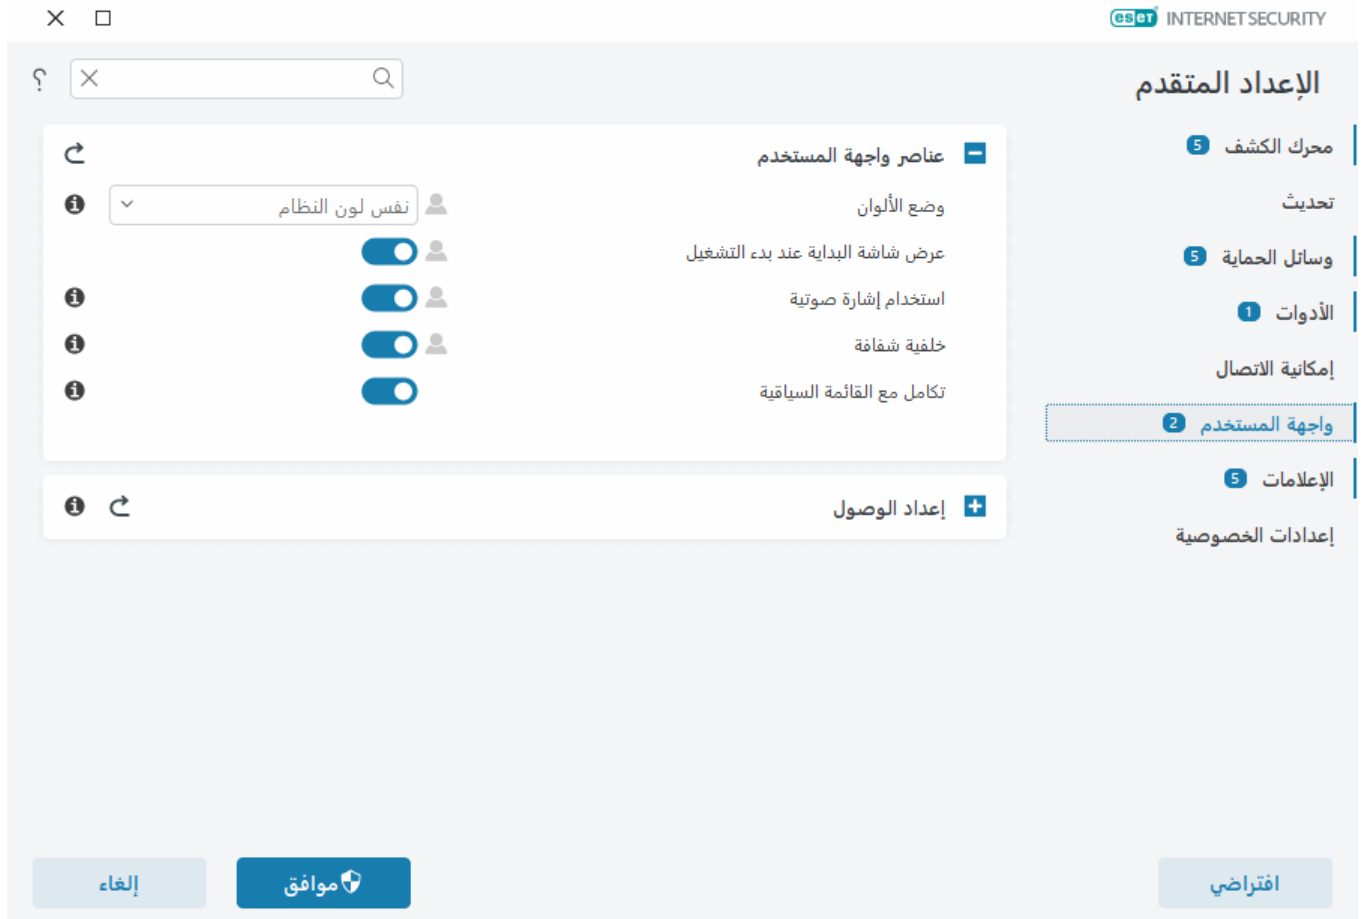 eseт INTERNET SECURITY
الإعداد المتقدم
؟
محرك الكشف 5
تحديث
وسائل الحماية 5
الأدوات 1
إمكانية الاتصال
واجهة المستخدم 2
الإعلامات 5
إعدادات الخصوصية
عناصر واجهة المستخدم
وضع الألوان نفس لون النظام
عرض شاشة البداية عند بدء التشغيل
استخدام إشارة صوتية
خلفية شفافة
تكامل مع القائمة السياقية
إعداد الوصول
افتراضي
موافق
إلغاء